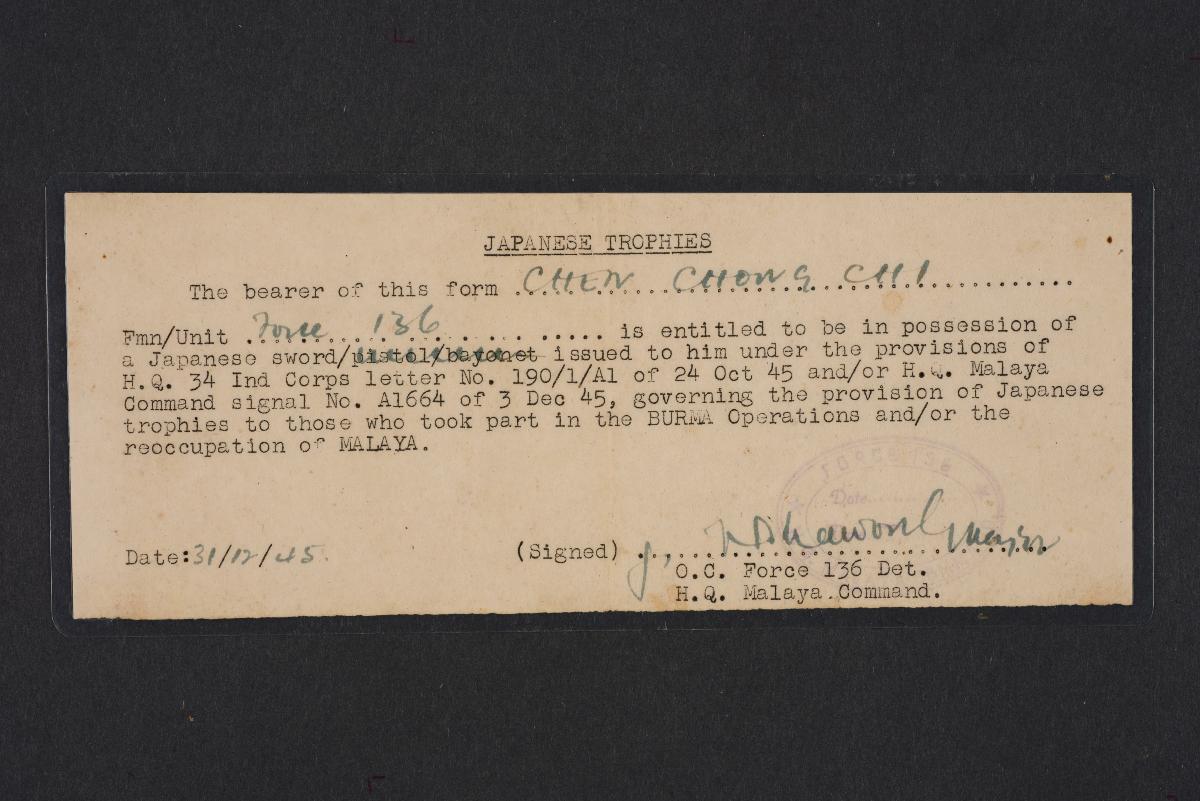 JAPANESE TROPHIES
The bearer of this form CHEN CHONG CHI
Fmn/Unit Force 136 is entitled to be in possession of
a Japanese sword/pistol/bayonet issued to him under the provisions of
H.Q. 34 Ind Corps letter No. 190/1/A1 of 24 Oct 45 and/or H.Q. Malaya
Command signal No. A1664 of 3 Dec 45, governing the provision of Japanese
trophies to those who took part in the BURMA Operations and/or the
reoccupation of MALAYA.
FORCE 136
Date
Date:31/12/45.
(Signed) Major
O.C. Force 136 Det.
H.Q. Malaya Command.